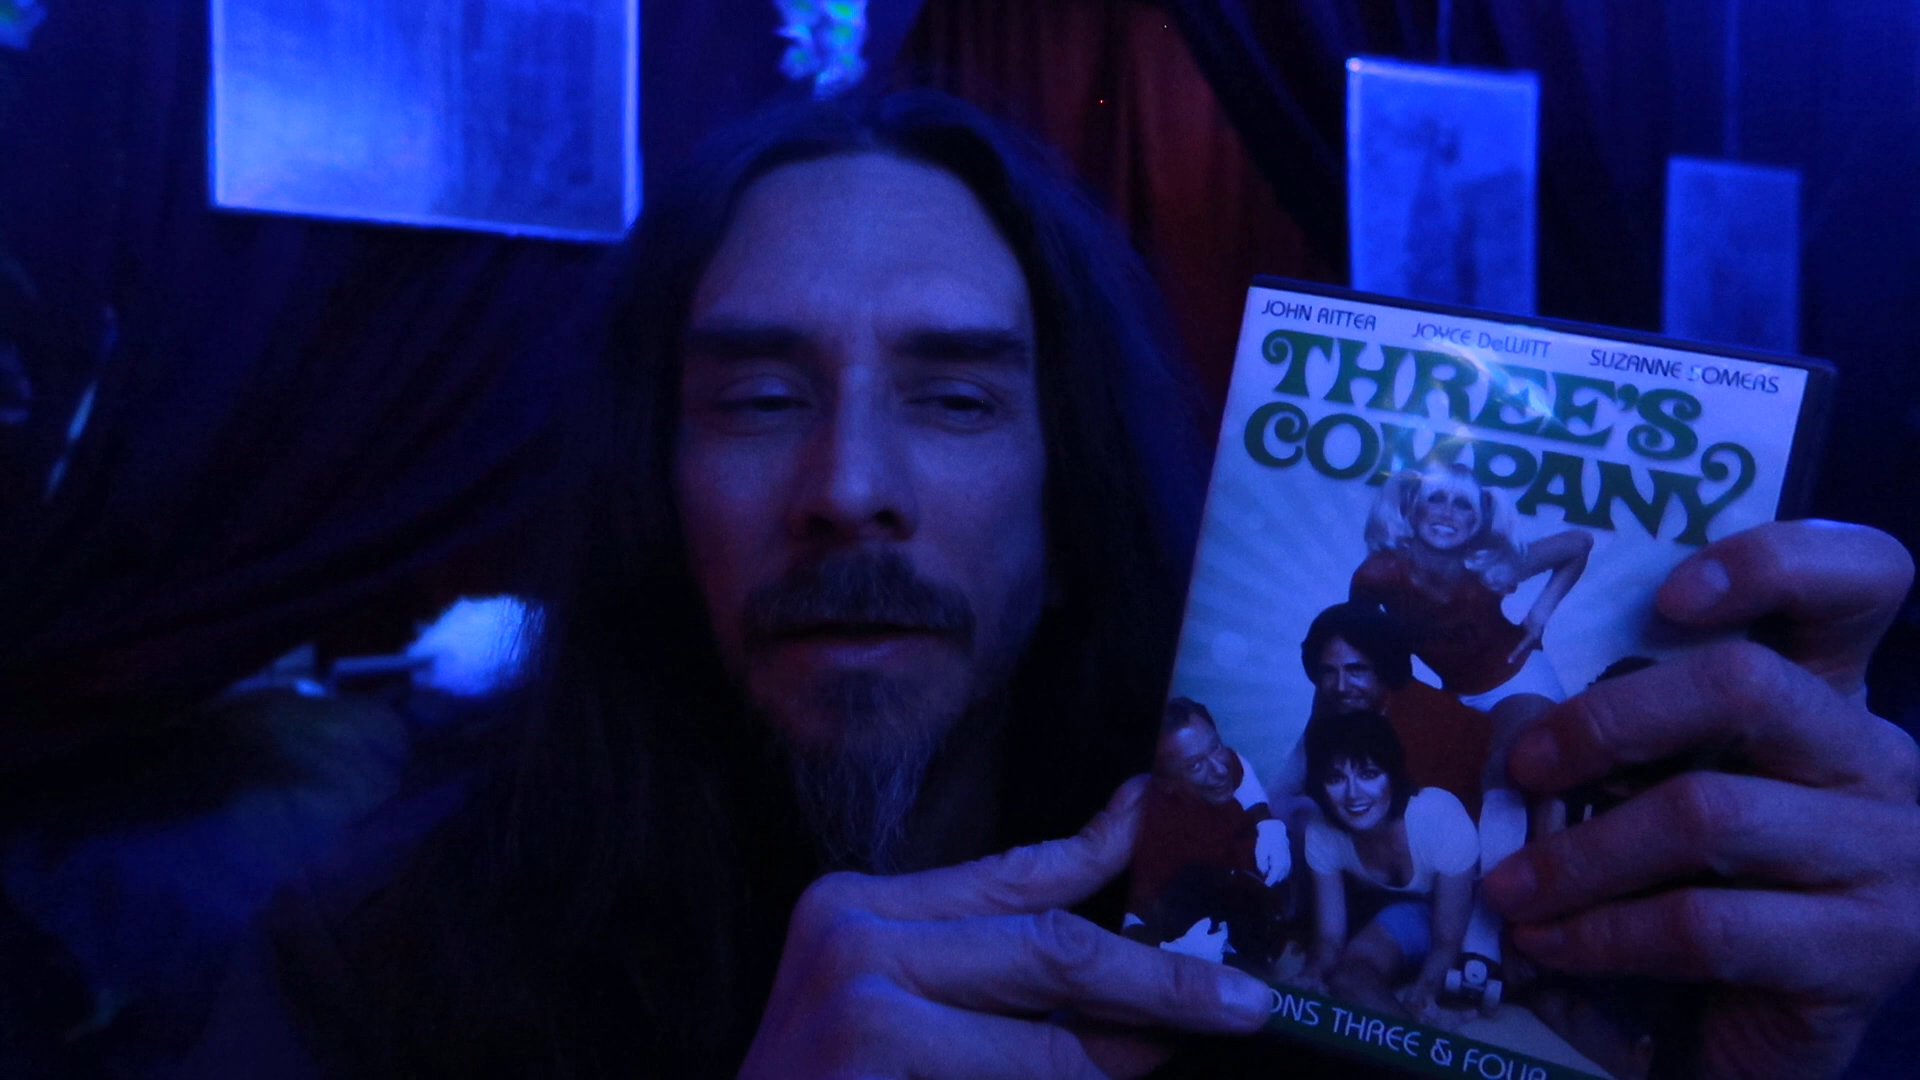 JOHN RITTER JOYCE DeWITT SUZANNE SOMERS
THREE'S
COMPANY
THREE & FOUR